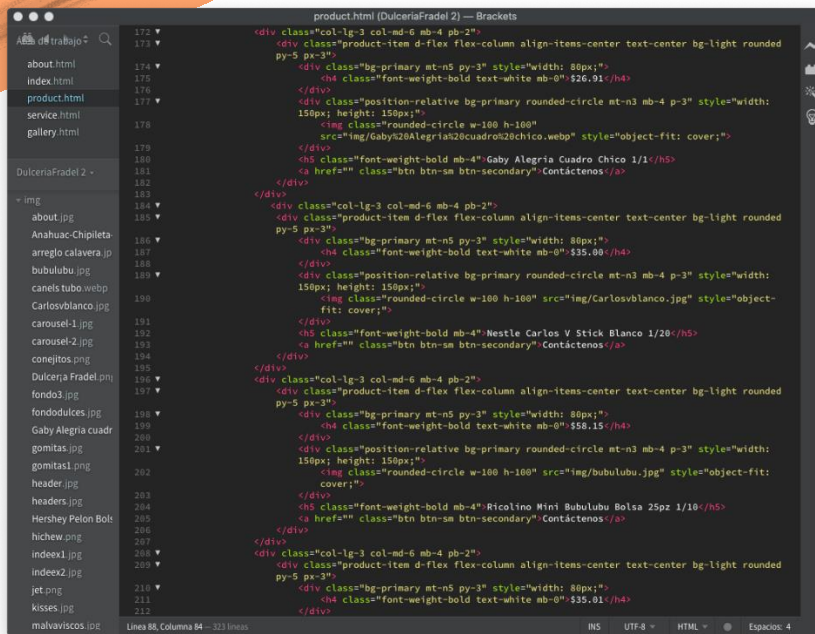 product.html (DulceriaFradel 2) — Brackets
about.html
index.html
product.html
service.html
gallery.html
DulceriaFradel 2
img
about.jpg
Anahuac-Chipileta-
arreglo calavera.jp
bubulubu.jpg
canels tubo.webp
Carlosvblanco.jpg
carousel-1.jpg
carousel-2.jpg
conejitos.png
Dulcer¡a Fradel.pn
fondo3.jpg
fondodulces.jpg
Gaby Alegria cuadr
gomitas.jpg
gomitas1.png
header.jpg
headers.jpg
Hershey Pelon Bols
hichew.png
indeex1.jpg
indeex2.jpg
jet.png
kisses.jpg
malvaviscos.jpg
172 <div class="col-lg-3 col-md-6 mb-4 pb-2">
173 <div class="product-item d-flex flex-column align-items-center text-center bg-light rounded
py-5 px-3">
174 <div class="bg-primary mt-n5 py-3" style="width: 80px;">
175 <h4 class="font-weight-bold text-white mb-0">$26.91</h4>
176 </div>
177 <div class="position-relative bg-primary rounded-circle mt-n3 mb-4 p-3" style="width:
150px; height: 150px;">
178 <img class="rounded-circle w-100 h-100"
src="img/Gaby%20Alegria%20cuadro%20chico.webp" style="object-fit: cover;">
179 </div>
180 <h5 class="font-weight-bold mb-4">Gaby Alegria Cuadro Chico 1/1</h5>
181 <a href="" class="btn btn-sm btn-secondary">Contáctenos</a>
182 </div>
183 </div>
184 <div class="col-lg-3 col-md-6 mb-4 pb-2">
185 <div class="product-item d-flex flex-column align-items-center text-center bg-light rounded
py-5 px-3">
186 <div class="bg-primary mt-n5 py-3" style="width: 80px;">
187 <h4 class="font-weight-bold text-white mb-0">$35.00</h4>
188 </div>
189 <div class="position-relative bg-primary rounded-circle mt-n3 mb-4 p-3" style="width:
150px; height: 150px;">
190 <img class="rounded-circle w-100 h-100" src="img/Carlosvblanco.jpg" style="object-
fit: cover;">
191 </div>
192 <h5 class="font-weight-bold mb-4">Nestle Carlos V Stick Blanco 1/20</h5>
193 <a href="" class="btn btn-sm btn-secondary">Contáctenos</a>
194 </div>
195 </div>
196 <div class="col-lg-3 col-md-6 mb-4 pb-2">
197 <div class="product-item d-flex flex-column align-items-center text-center bg-light rounded
py-5 px-3">
198 <div class="bg-primary mt-n5 py-3" style="width: 80px;">
199 <h4 class="font-weight-bold text-white mb-0">$58.15</h4>
200 </div>
201 <div class="position-relative bg-primary rounded-circle mt-n3 mb-4 p-3" style="width:
150px; height: 150px;">
202 <img class="rounded-circle w-100 h-100" src="img/bubulubu.jpg" style="object-fit:
cover;">
203 </div>
204 <h5 class="font-weight-bold mb-4">Ricolino Mini Bubulubu Bolsa 25pz 1/10</h5>
205 <a href="" class="btn btn-sm btn-secondary">Contáctenos</a>
206 </div>
207 </div>
208 <div class="col-lg-3 col-md-6 mb-4 pb-2">
209 <div class="product-item d-flex flex-column align-items-center text-center bg-light rounded
py-5 px-3">
210 <div class="bg-primary mt-n5 py-3" style="width: 80px;">
211 <h4 class="font-weight-bold text-white mb-0">$35.01</h4>
212 </div>
Línea 88, Columna 84 — 323 líneas INS UTF-8 HTML Espacios: 4